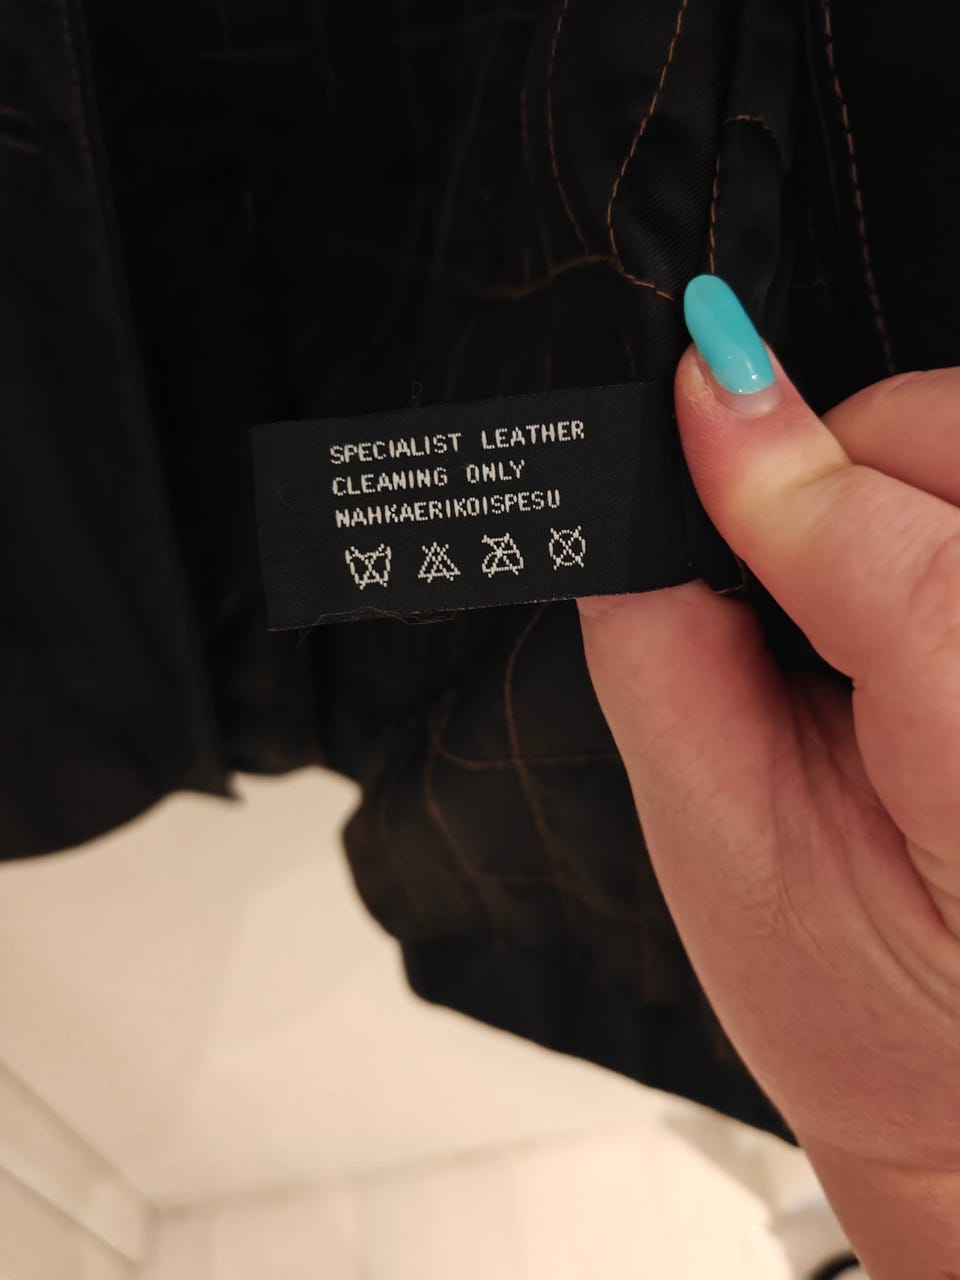 SPECIALIST LEATHER
CLEANING ONLY
NAHKAERIKOISPESU